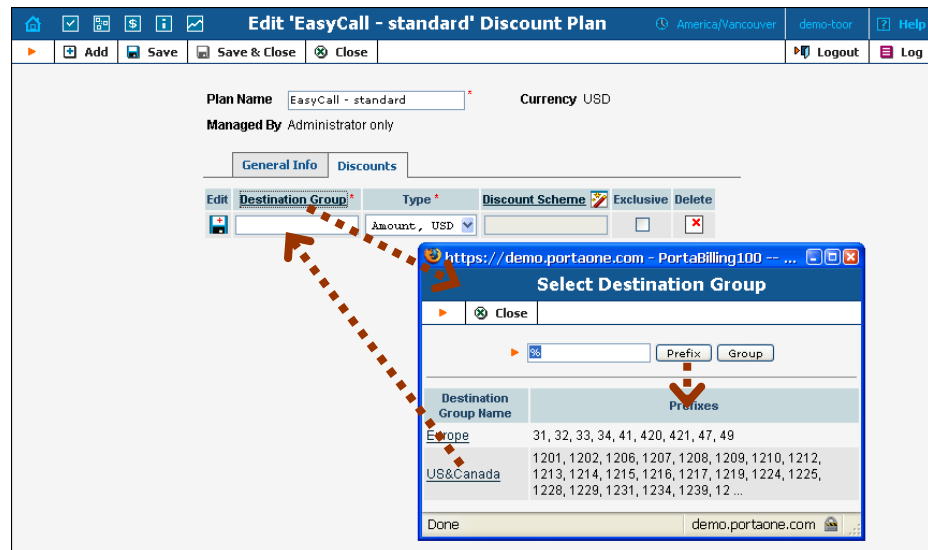 Edit 'EasyCall - standard' Discount Plan America/Vancouver demo-toor ? Help
Add Save Save & Close Close Logout Log
Plan Name EasyCall - standard * Currency USD
Managed By Administrator only
General Info Discounts
Edit Destination Group * Type * Discount Scheme Exclusive Delete
Amount, USD
https://demo.portaone.com - PortaBilling100 -- ...
Select Destination Group
Close
% Prefix Group
Destination
Group Name Prefixes
Europe 31, 32, 33, 34, 41, 420, 421, 47, 49
1201, 1202, 1206, 1207, 1208, 1209, 1210, 1212,
US&Canada 1213, 1214, 1215, 1216, 1217, 1219, 1224, 1225,
1228, 1229, 1231, 1234, 1239, 12 ...
Done demo.portaone.com